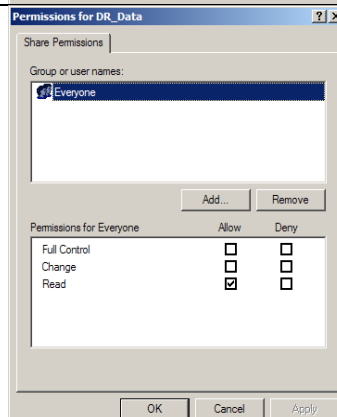 Permissions for DR_Data
Share Permissions
Group or user names:
Everyone
Add... Remove
Permissions for Everyone Allow Deny
Full Control
Change
Read
OK Cancel Apply